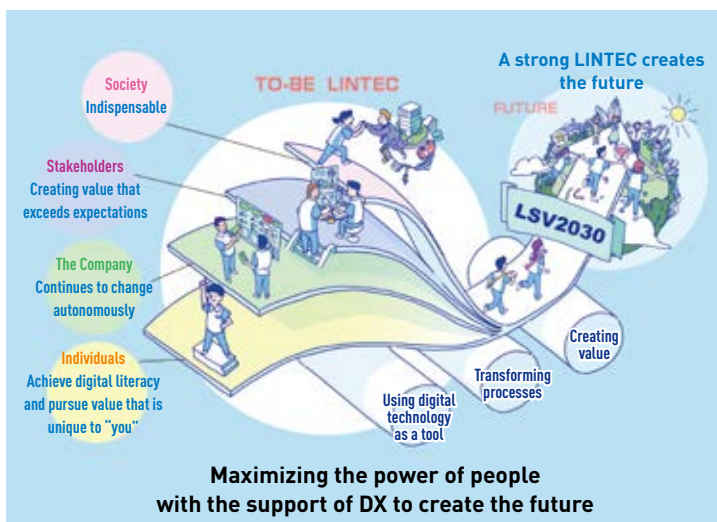 A strong LINTEC creates
the future
TO-BE LINTEC
FUTURE
LSV2030
Society
Indispensable
Stakeholders
Creating value that
exceeds expectations
The Company
Continues to change
autonomously
Individuals
Achieve digital literacy
and pursue value that is
unique to “you”
Using digital
technology
as a tool
Transforming
processes
Creating
value
Maximizing the power of people
with the support of DX to create the future